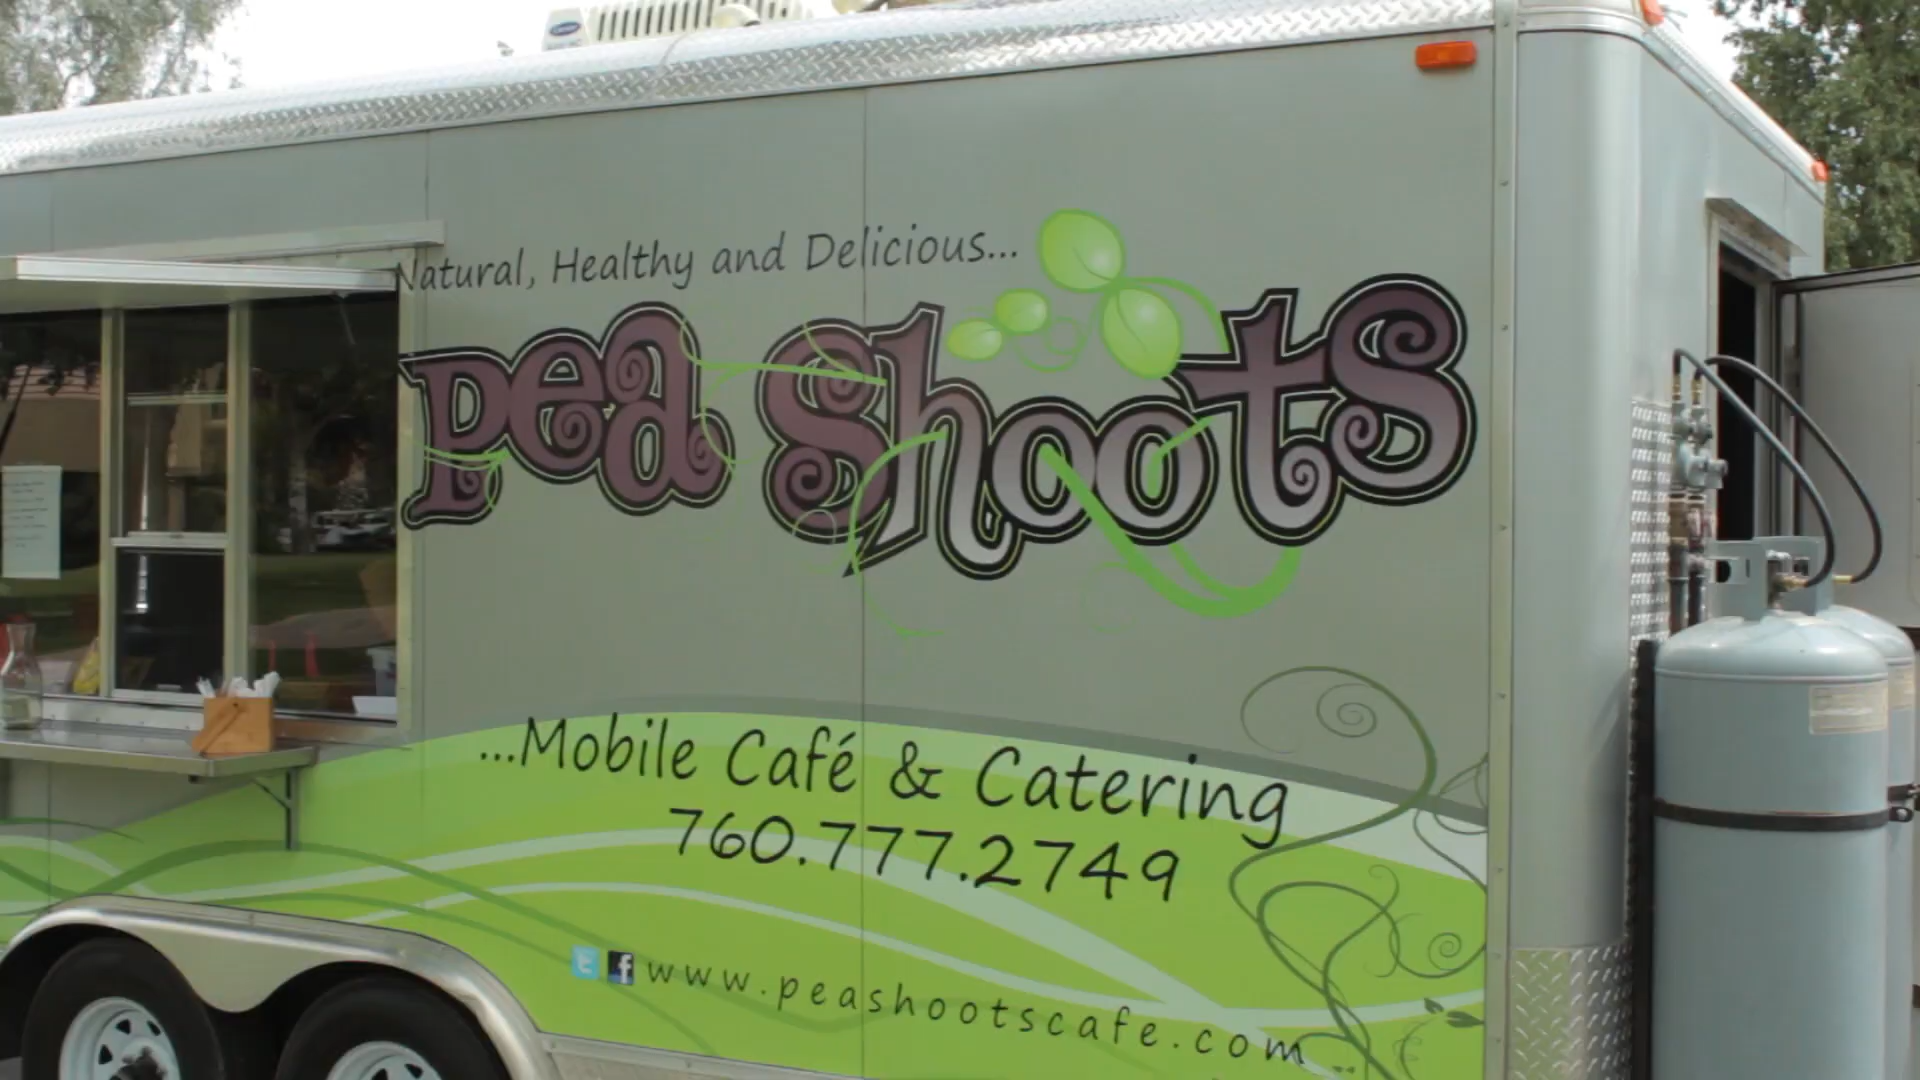 Natural, Healthy and Delicious...
Pea Shoots
...Mobile Café & Catering
760.777.2749
www.peashootscafe.com